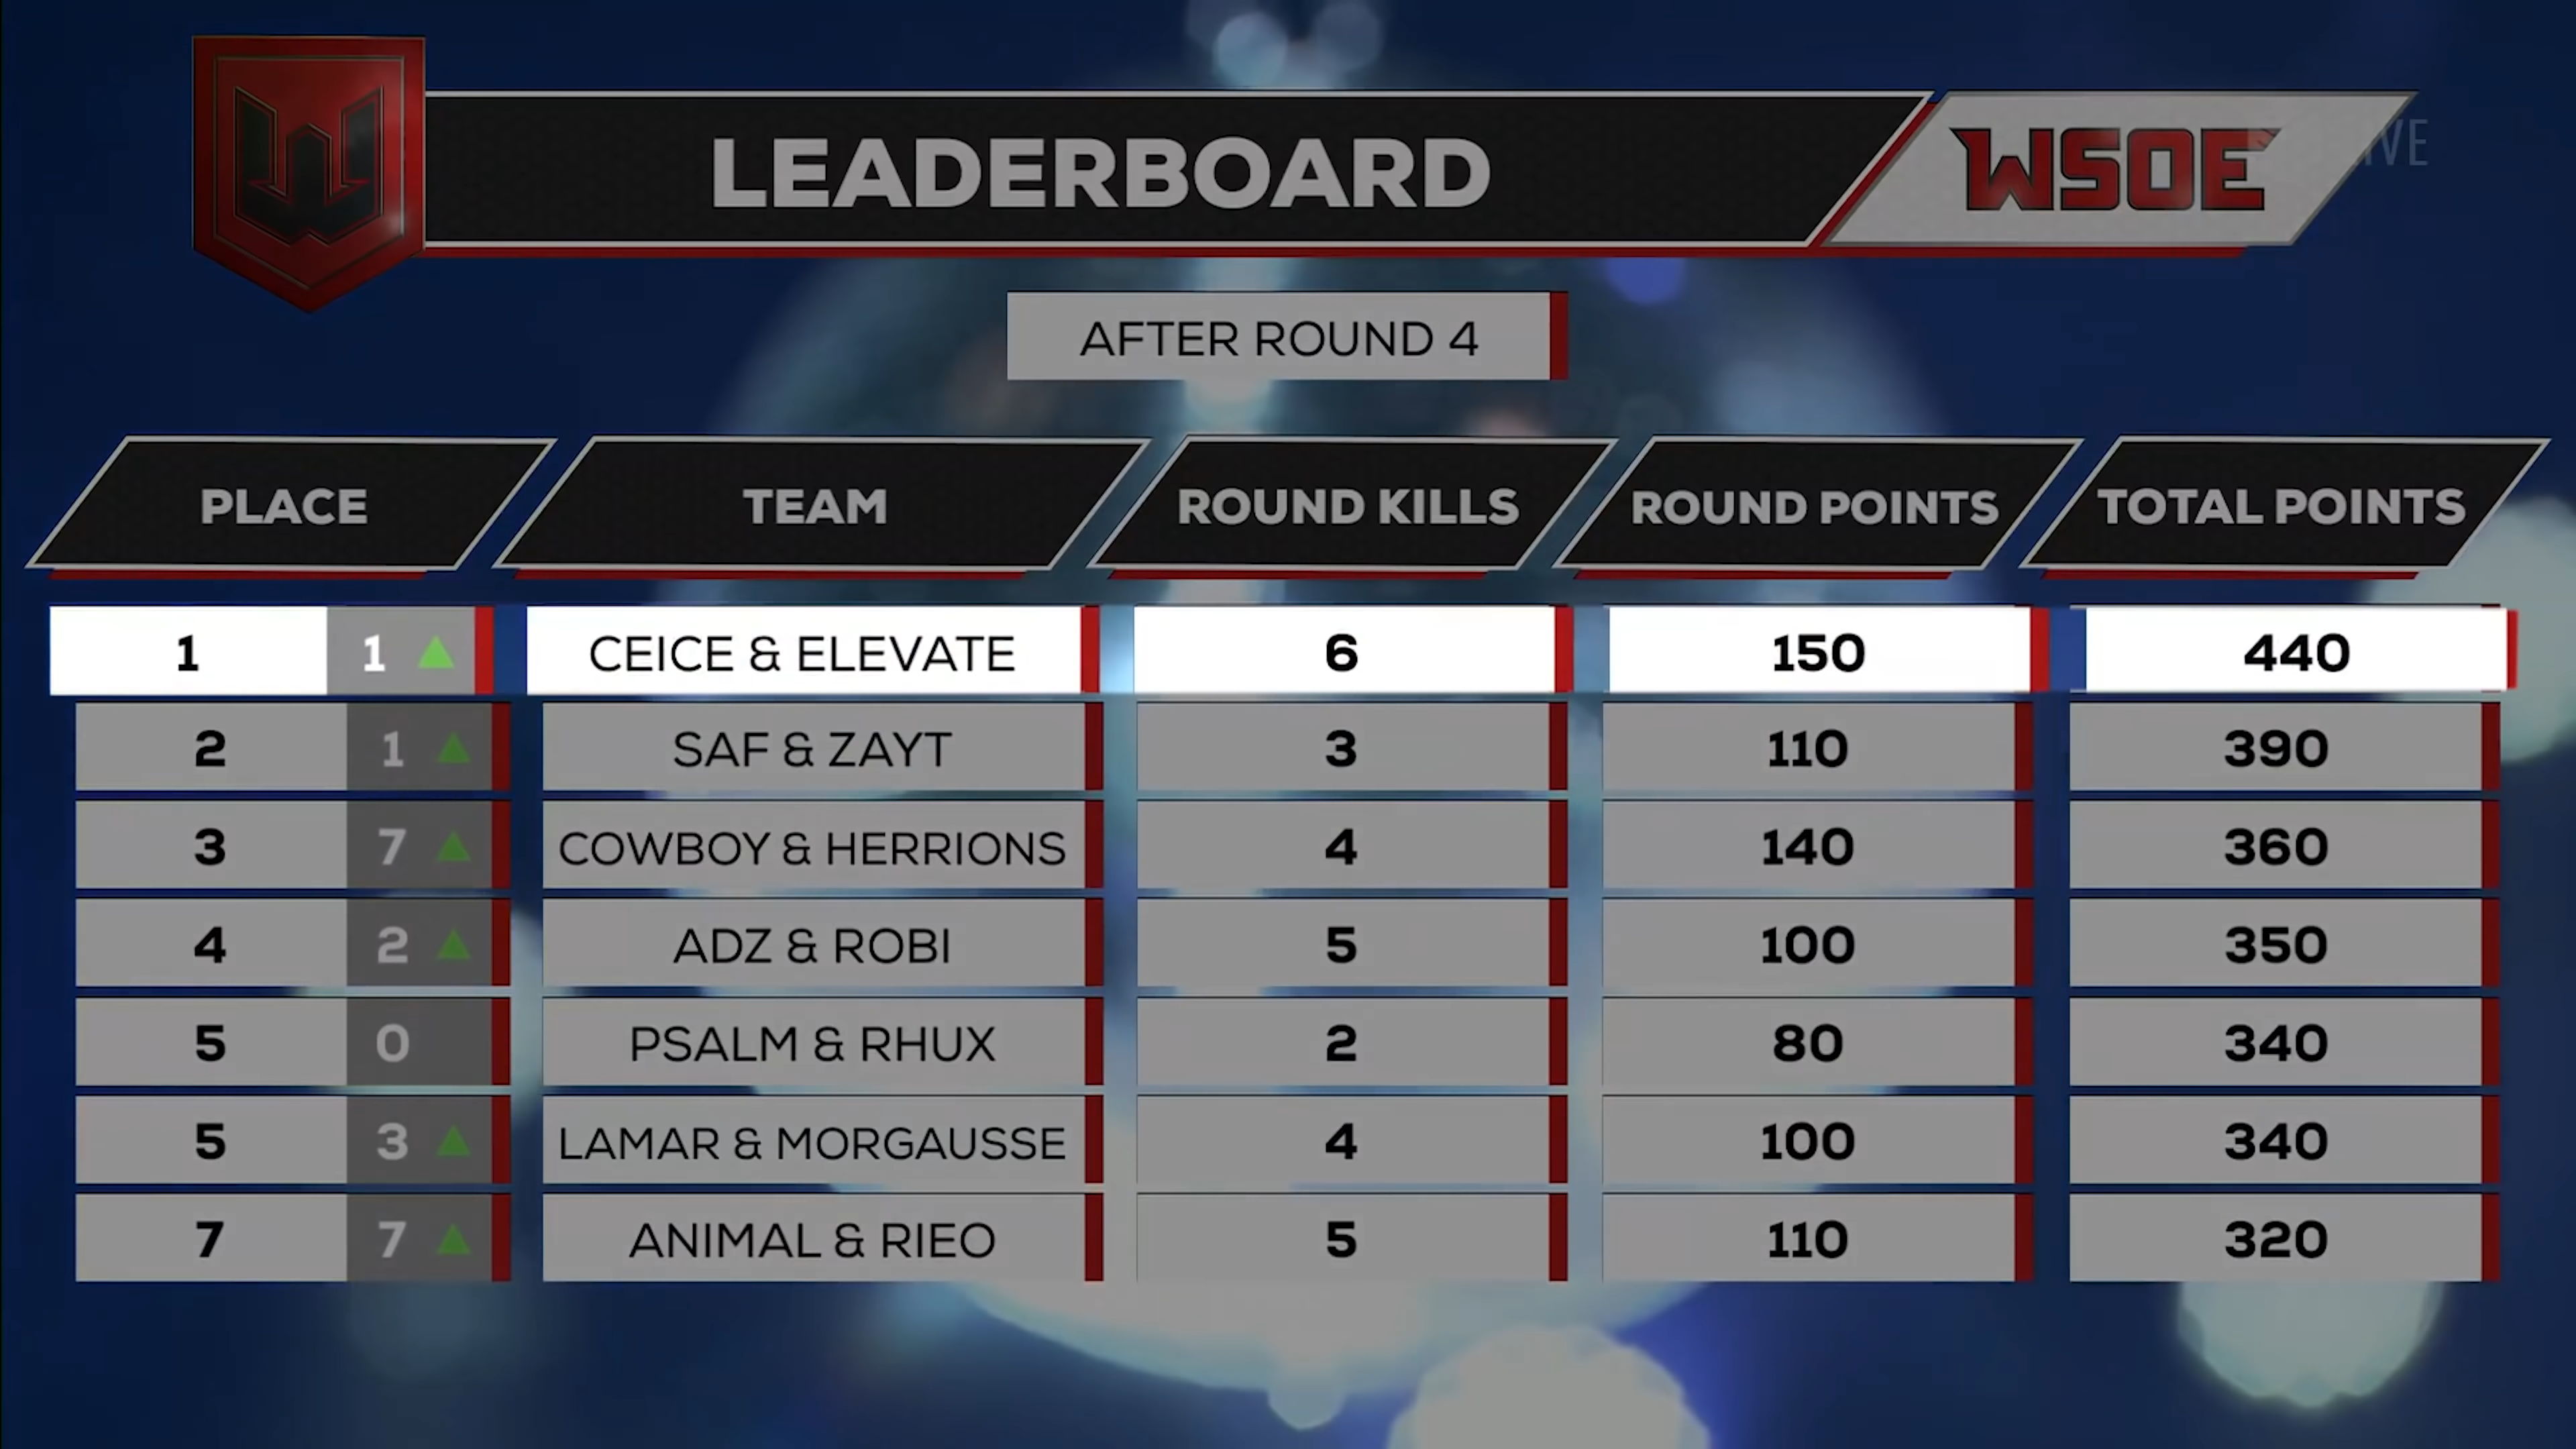 LEADERBOARD
WSOE
AFTER ROUND 4
PLACE TEAM ROUND KILLS ROUND POINTS TOTAL POINTS
1 1 CEICE & ELEVATE 6 150 440
2 1 SAF & ZAYT 3 110 390
3 7 COWBOY & HERRIONS 4 140 360
4 2 ADZ & ROBI 5 100 350
5 0 PSALM & RHUX 2 80 340
5 3 LAMAR & MORGAUSSE 4 100 340
7 7 ANIMAL & RIEO 5 110 320